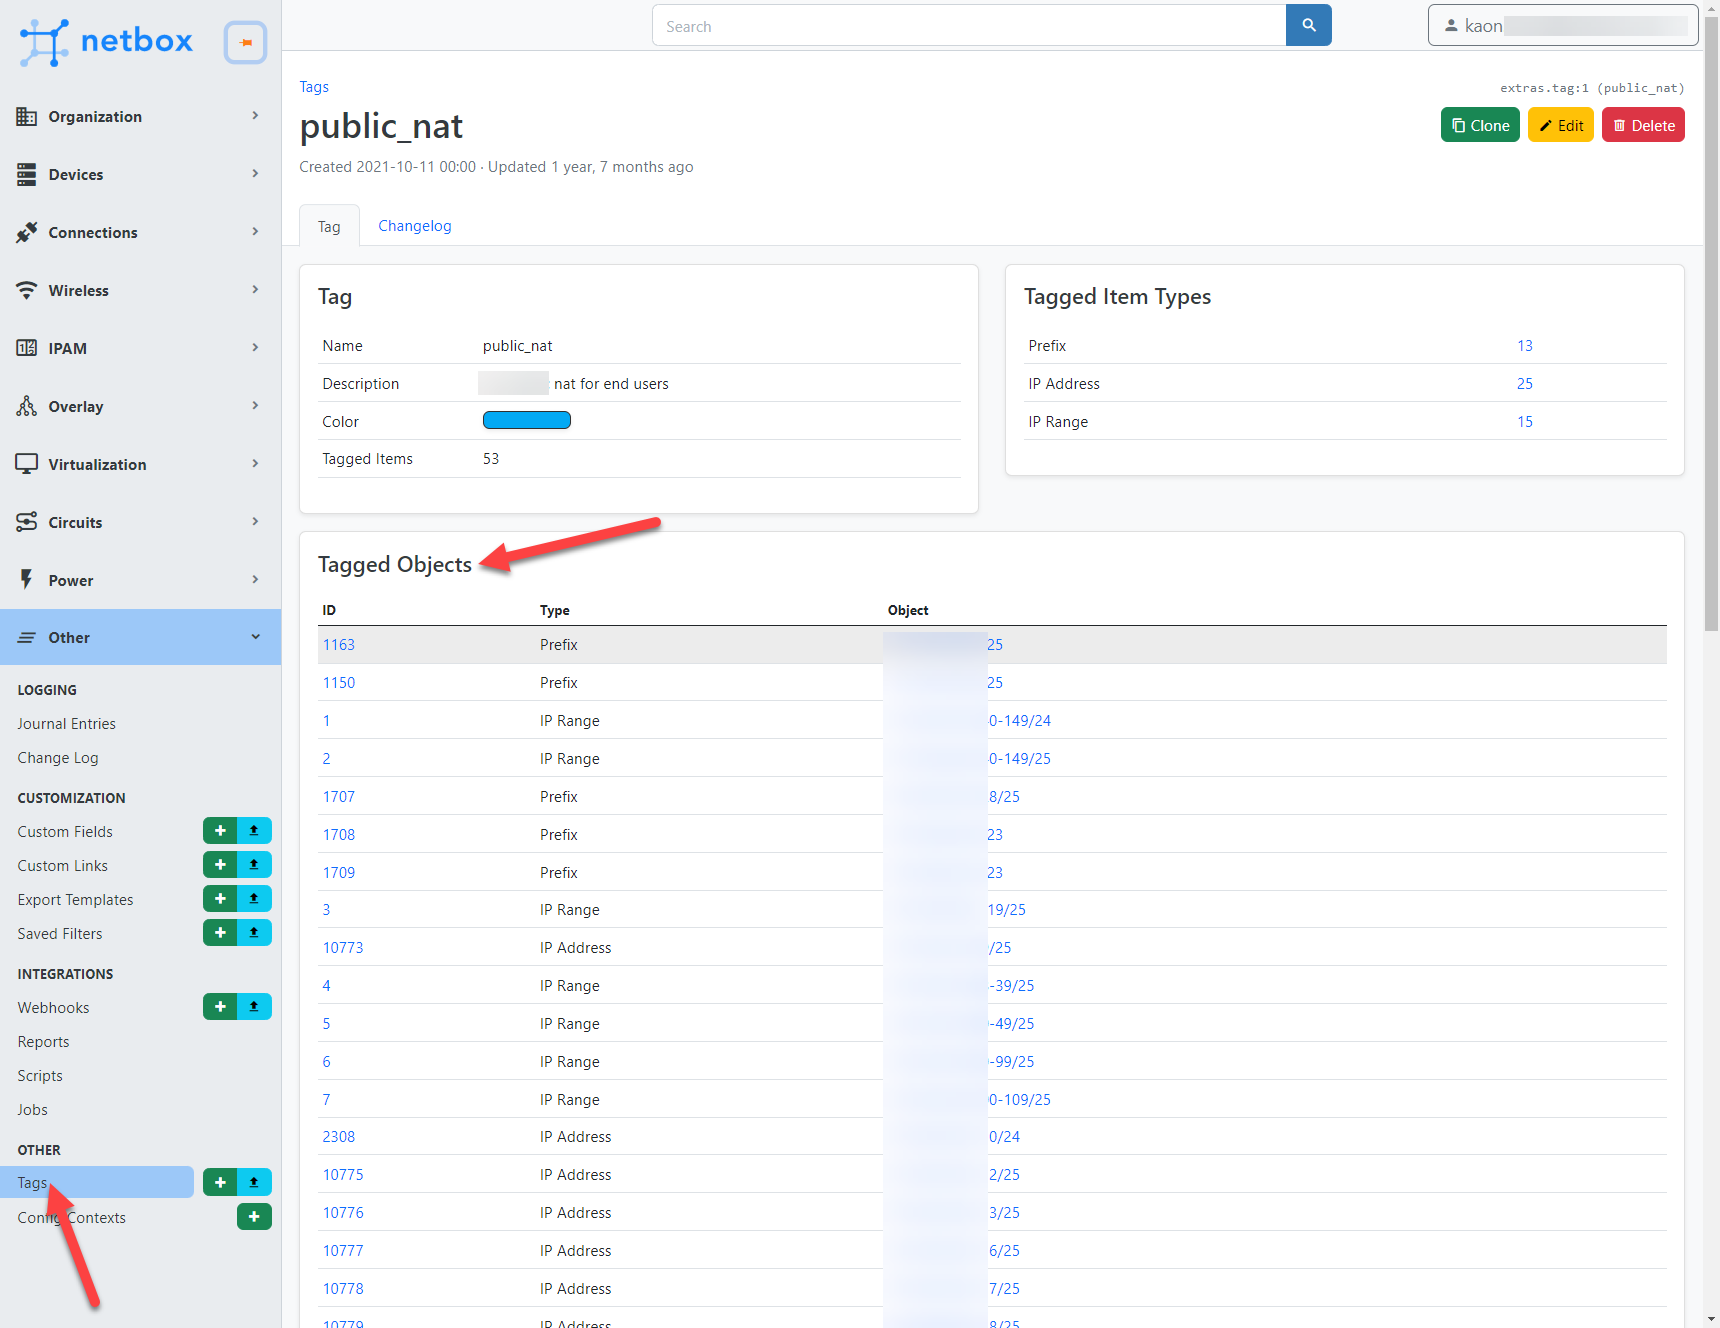 netbox
Search
kaon
Organization
Devices
Connections
Wireless
IPAM
Overlay
Virtualization
Circuits
Power
Other
LOGGING
Journal Entries
Change Log
CUSTOMIZATION
Custom Fields
Custom Links
Export Templates
Saved Filters
INTEGRATIONS
Webhooks
Reports
Scripts
Jobs
OTHER
Tags
Config Contexts
Tags
extras.tag:1 (public_nat)
public_nat
Clone Edit Delete
Created 2021-10-11 00:00 · Updated 1 year, 7 months ago
Tag Changelog
Tag
Name public_nat
Description nat for end users
Color
Tagged Items 53
Tagged Item Types
Prefix 13
IP Address 25
IP Range 15
Tagged Objects
ID Type Object
1163 Prefix 25
1150 Prefix 25
1 IP Range 0-149/24
2 IP Range 0-149/25
1707 Prefix 8/25
1708 Prefix 23
1709 Prefix 23
3 IP Range 19/25
10773 IP Address /25
4 IP Range -39/25
5 IP Range -49/25
6 IP Range -99/25
7 IP Range 0-109/25
2308 IP Address 0/24
10775 IP Address 2/25
10776 IP Address 3/25
10777 IP Address 6/25
10778 IP Address 7/25
10779 IP Address 8/25